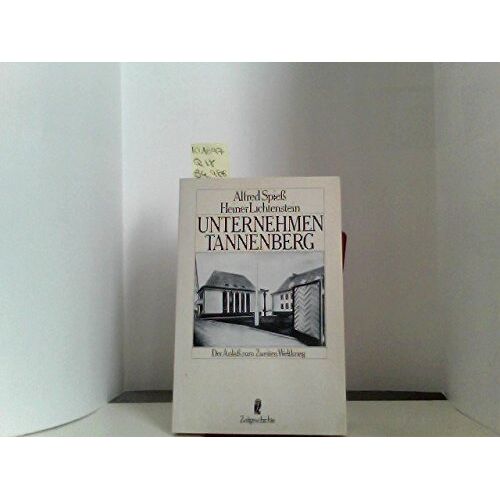 Alfred Spieß
Heiner Lichtenstein
UNTERNEHMEN
TANNENBERG
Der Anlaß zum Zweiten Weltkrieg
Zeitgeschichte